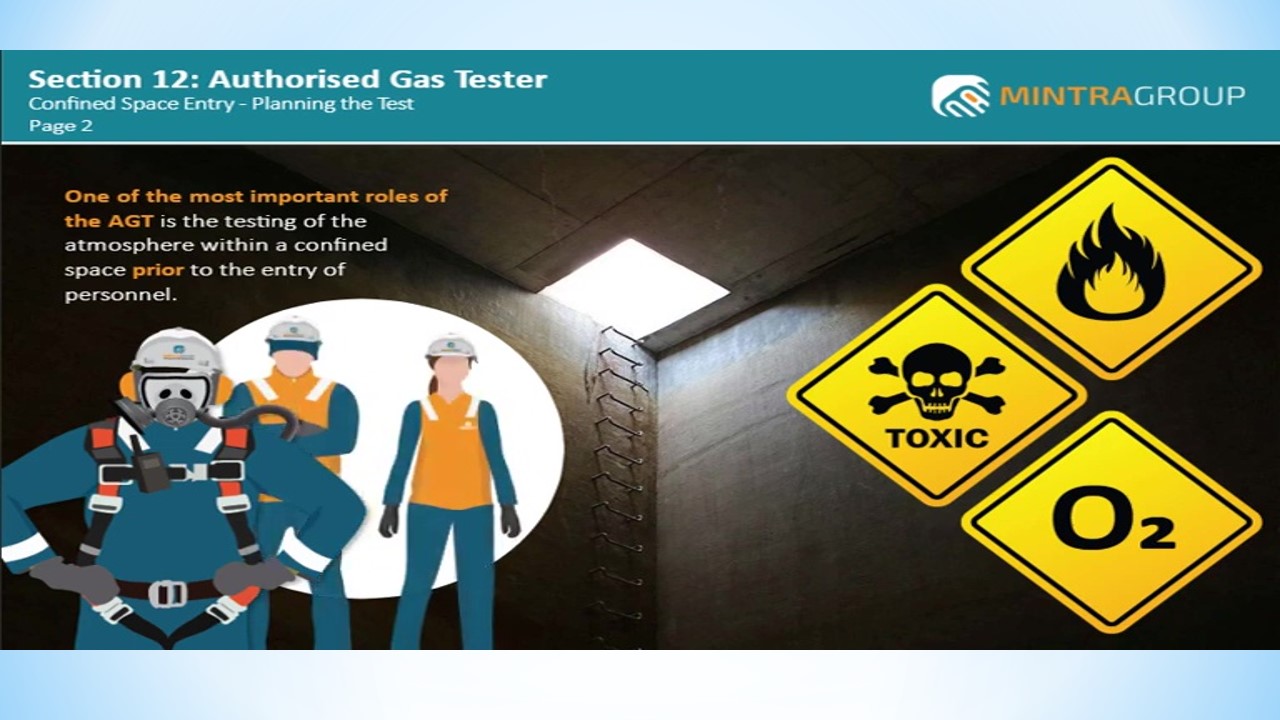 Section 12: Authorised Gas Tester
Confined Space Entry - Planning the Test
Page 2
MINTRAGROUP
One of the most important roles of
the AGT is the testing of the
atmosphere within a confined
space prior to the entry of
personnel.
TOXIC
O₂